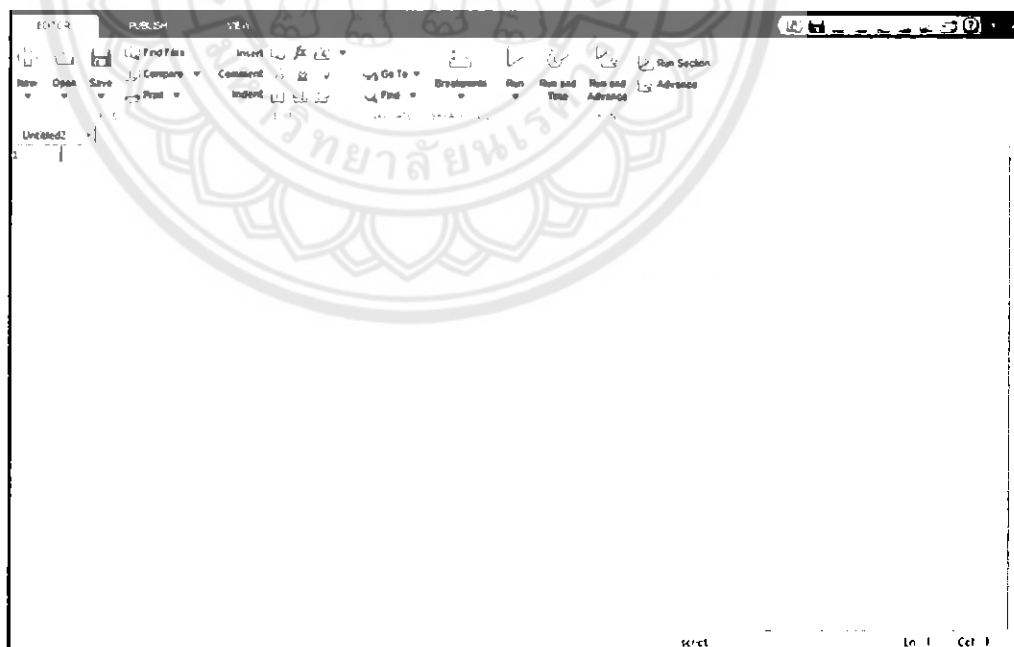 EDITOR PUBLISH VIEW
Find Files Insert fx Run Section
New Open Save Compare Comment Go To Breakpoints Run Run and Time Run and Advance Advance
Print Indent Find
Untitled2
1
script Ln 1 Col 1